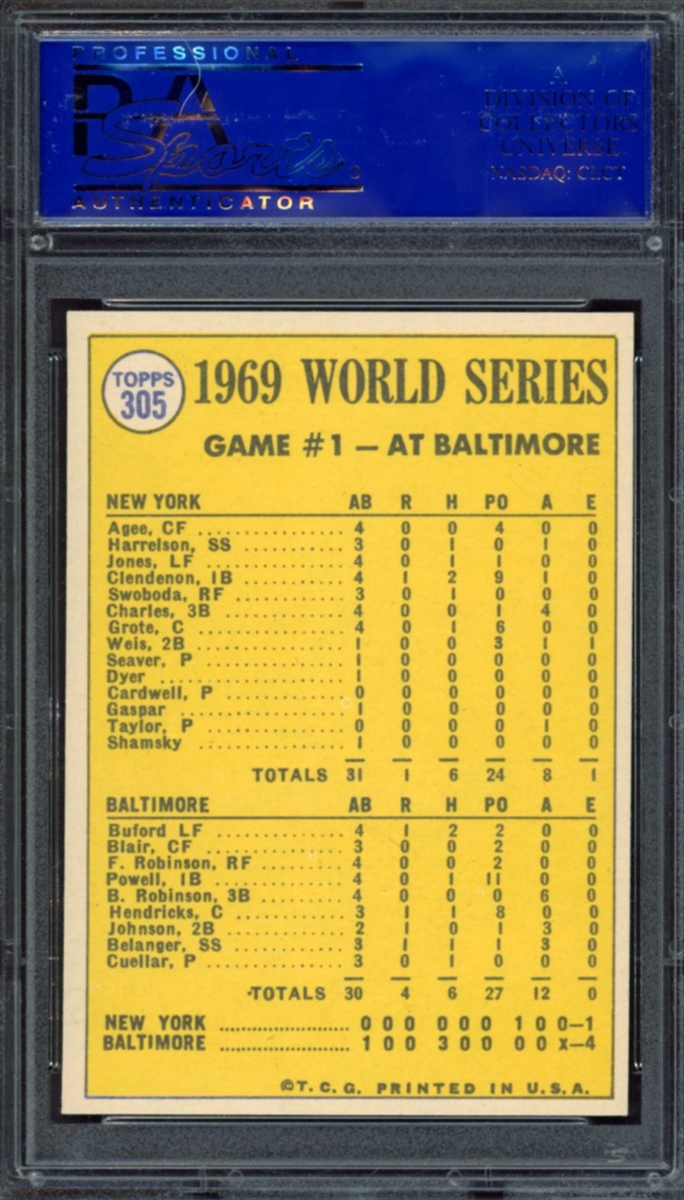 PROFESSIONAL
PSA
Sports
AUTHENTICATOR
A
DIVISION OF
COLLECTORS
UNIVERSE
NASDAQ: CLCT
TOPPS
305
1969 WORLD SERIES
GAME #1 — AT BALTIMORE
NEW YORK AB R H PO A E
Agee, CF .................. 4 0 0 4 0 0
Harrelson, SS ............ 3 0 1 0 1 0
Jones, LF ................. 4 0 1 1 0 0
Clendenon, 1B ............ 4 1 2 9 1 0
Swoboda, RF .............. 3 0 1 0 0 0
Charles, 3B ............... 4 0 0 1 4 0
Grote, C .................. 4 0 1 6 0 0
Weis, 2B .................. 1 0 0 3 1 1
Seaver, P ................. 1 0 0 0 0 0
Dyer ...................... 1 0 0 0 0 0
Cardwell, P ............... 0 0 0 0 0 0
Gaspar .................... 1 0 0 0 0 0
Taylor, P ................. 0 0 0 0 1 0
Shamsky .................. 1 0 0 0 0 0
TOTALS 31 1 6 24 8 1
BALTIMORE AB R H PO A E
Buford LF ................ 4 1 2 2 0 0
Blair, CF ................. 3 0 0 2 0 0
F. Robinson, RF .......... 4 0 0 2 0 0
Powell, 1B ................ 4 0 1 11 0 0
B. Robinson, 3B .......... 4 0 0 0 6 0
Hendricks, C ............. 3 1 1 8 0 0
Johnson, 2B .............. 2 1 0 1 3 0
Belanger, SS ............. 3 1 1 1 3 0
Cuellar, P ................ 3 0 1 0 0 0
TOTALS 30 4 6 27 12 0
NEW YORK ...................... 0 0 0 0 0 0 1 0 0—1
BALTIMORE ...................... 1 0 0 3 0 0 0 0 x—4
©T. C. G. PRINTED IN U. S. A.